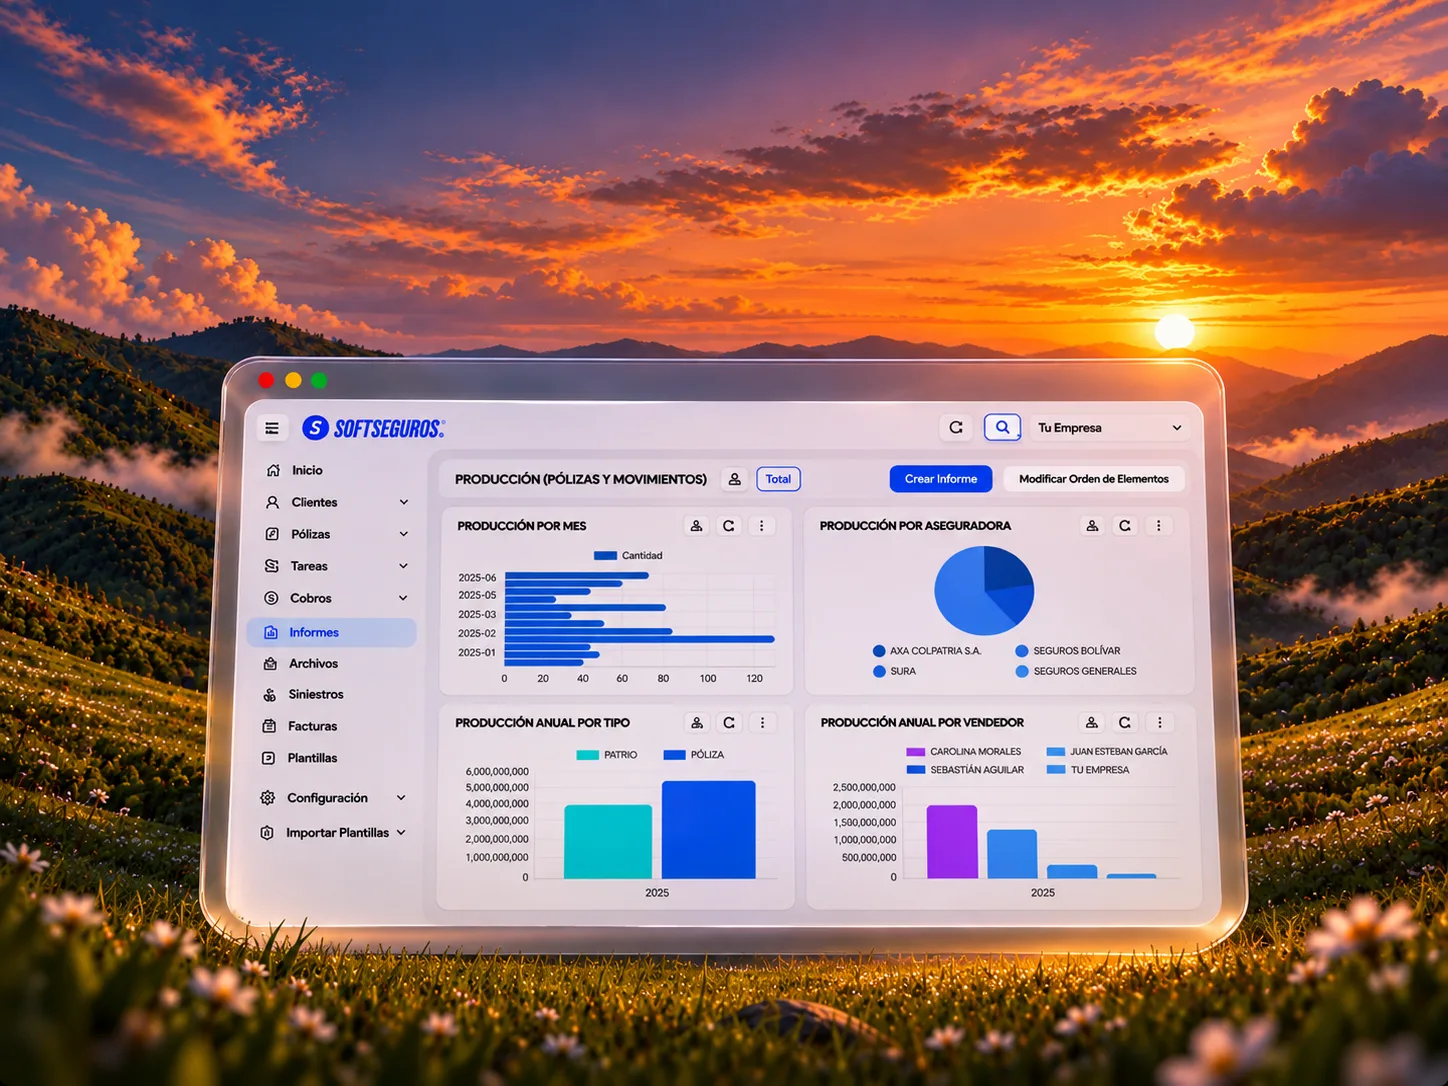 SOFTSEGUROS®
Tu Empresa
Inicio
Clientes
Pólizas
Tareas
Cobros
Informes
Archivos
Siniestros
Facturas
Plantillas
Configuración
Importar Plantillas
PRODUCCIÓN (PÓLIZAS Y MOVIMIENTOS)
Total
Crear Informe
Modificar Orden de Elementos
PRODUCCIÓN POR MES
Cantidad
2025-06
2025-05
2025-03
2025-02
2025-01
0 20 40 60 80 100 120
PRODUCCIÓN POR ASEGURADORA
AXA COLPATRIA S.A.
SEGUROS BOLÍVAR
SURA
SEGUROS GENERALES
PRODUCCIÓN ANUAL POR TIPO
PATRIO
PÓLIZA
6,000,000,000
5,000,000,000
4,000,000,000
3,000,000,000
2,000,000,000
1,000,000,000
0
2025
PRODUCCIÓN ANUAL POR VENDEDOR
CAROLINA MORALES
JUAN ESTEBAN GARCÍA
SEBASTÍAN AGUILAR
TU EMPRESA
2,500,000,000
2,000,000,000
1,500,000,000
1,000,000,000
500,000,000
0
2025